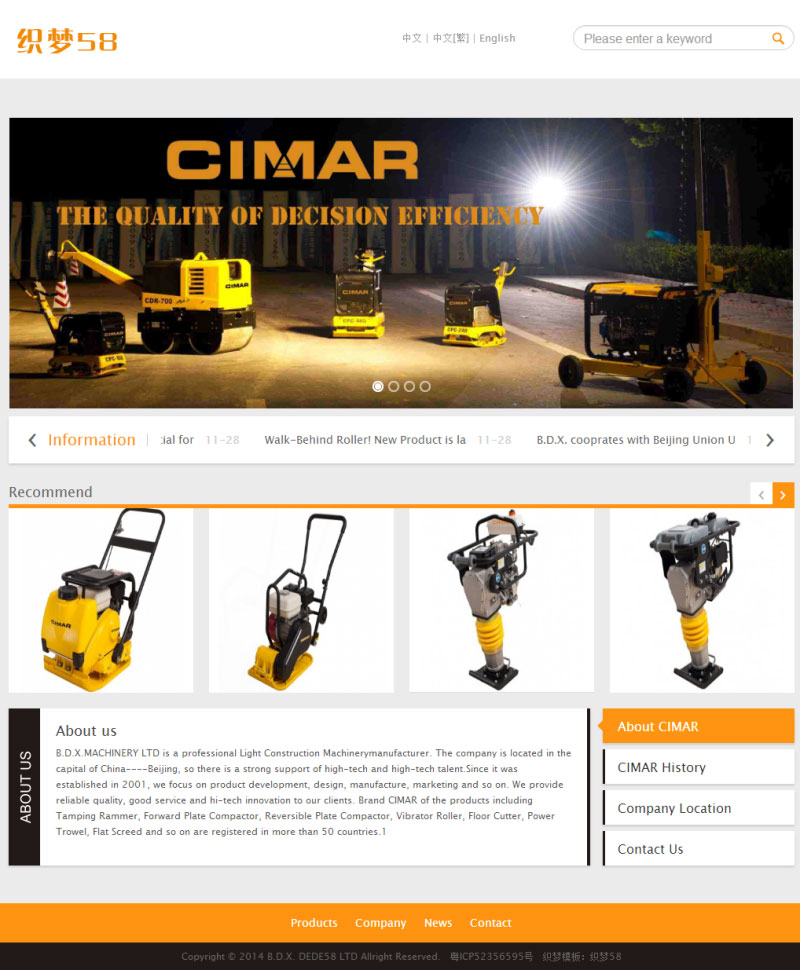 织梦58
中文 | 中文[繁] | English
Please enter a keyword
CIMAR
THE QUALITY OF DECISION EFFICIENCY
CIMAR
CDR-700
CIMAR
CIMAR
CIMAR
Information
tial for 11-28 Walk-Behind Roller! New Product is la 11-28 B.D.X. cooprates with Beijing Union U 1
Recommend
CIMAR
ABOUT US
About us
B.D.X.MACHINERY LTD is a professional Light Construction Machinerymanufacturer. The company is located in the
capital of China----Beijing, so there is a strong support of high-tech and high-tech talent.Since it was
established in 2001, we focus on product development, design, manufacture, marketing and so on. We provide
reliable quality, good service and hi-tech innovation to our clients. Brand CIMAR of the products including
Tamping Rammer, Forward Plate Compactor, Reversible Plate Compactor, Vibrator Roller, Floor Cutter, Power
Trowel, Flat Screed and so on are registered in more than 50 countries.1
About CIMAR
CIMAR History
Company Location
Contact Us
Products Company News Contact
Copyright © 2014 B.D.X. DEDE58 LTD Allright Reserved. 粤ICP52356595号 织梦模板：织梦58